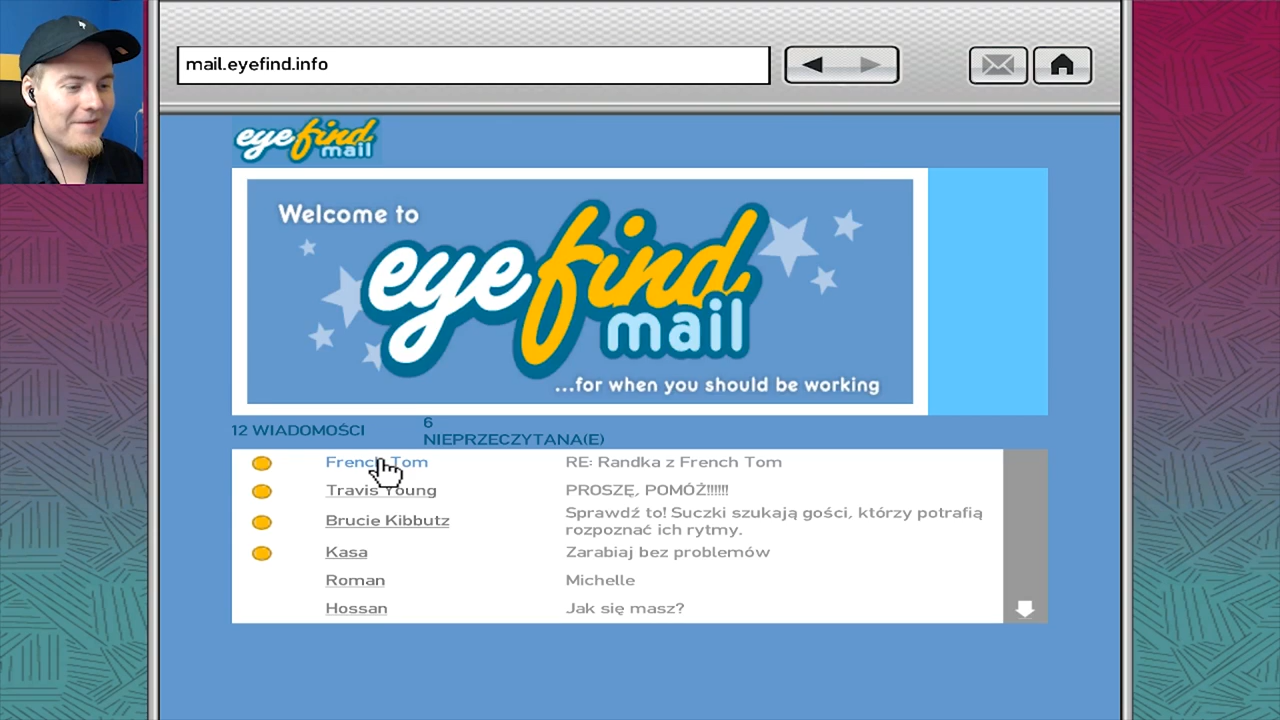 mail.eyefind.info
eyefind mail
Welcome to
eyefind
mail
...for when you should be working
12 WIADOMOŚCI
6
NIEPRZECZYTANA(E)
French Tom RE: Randka z French Tom
Travis Young PROSZĘ, POMÓŻ!!!!!!
Brucie Kibbutz Sprawdź to! Suczki szukają gości, którzy potrafią
rozpoznać ich rytmy.
Kasa Zarabiaj bez problemów
Roman Michelle
Hossan Jak się masz?